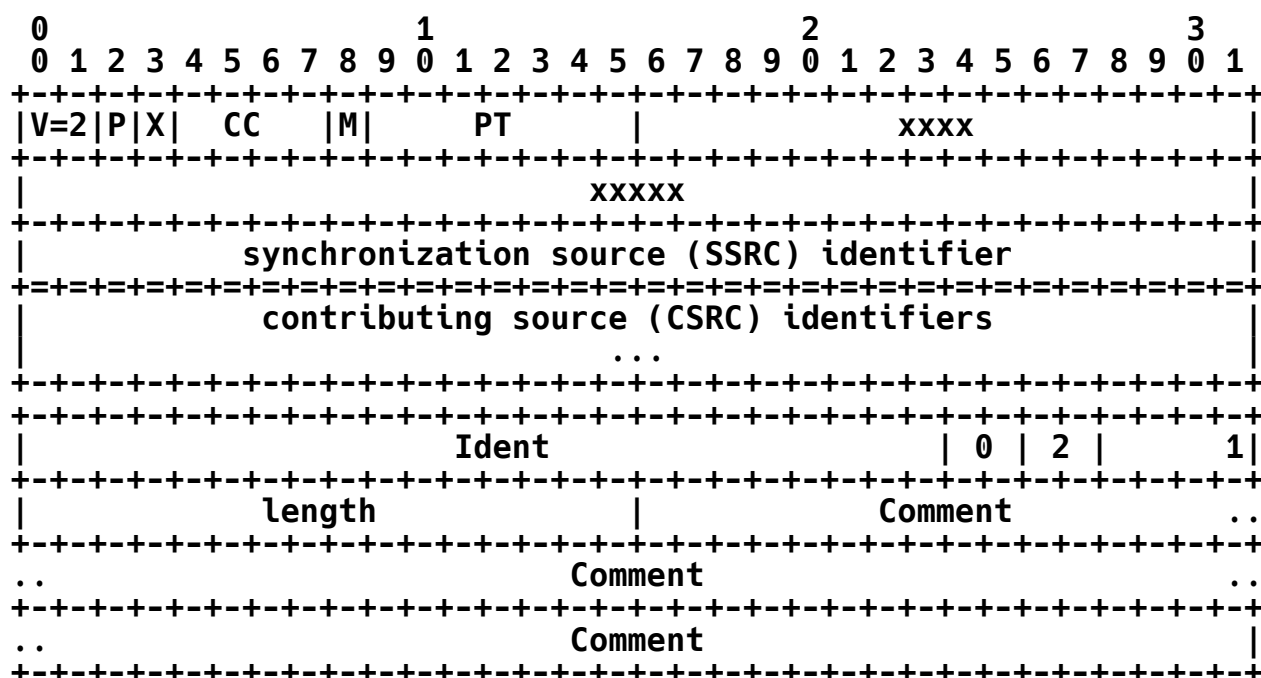 0                   1                   2                   3
 0 1 2 3 4 5 6 7 8 9 0 1 2 3 4 5 6 7 8 9 0 1 2 3 4 5 6 7 8 9 0 1
+-+-+-+-+-+-+-+-+-+-+-+-+-+-+-+-+-+-+-+-+-+-+-+-+-+-+-+-+-+-+-+-+
|V=2|P|X|  CC   |M|     PT      |             xxxx              |
+-+-+-+-+-+-+-+-+-+-+-+-+-+-+-+-+-+-+-+-+-+-+-+-+-+-+-+-+-+-+-+-+
|                             xxxxx                             |
+-+-+-+-+-+-+-+-+-+-+-+-+-+-+-+-+-+-+-+-+-+-+-+-+-+-+-+-+-+-+-+-+
|           synchronization source (SSRC) identifier            |
+=+=+=+=+=+=+=+=+=+=+=+=+=+=+=+=+=+=+=+=+=+=+=+=+=+=+=+=+=+=+=+=+
|            contributing source (CSRC) identifiers             |
|                              ...                              |
+-+-+-+-+-+-+-+-+-+-+-+-+-+-+-+-+-+-+-+-+-+-+-+-+-+-+-+-+-+-+-+-+
+-+-+-+-+-+-+-+-+-+-+-+-+-+-+-+-+-+-+-+-+-+-+-+-+-+-+-+-+-+-+-+-+
|                      Ident                    | 0 | 2 |      1|
+-+-+-+-+-+-+-+-+-+-+-+-+-+-+-+-+-+-+-+-+-+-+-+-+-+-+-+-+-+-+-+-+
|            length             |            Comment           ..
+-+-+-+-+-+-+-+-+-+-+-+-+-+-+-+-+-+-+-+-+-+-+-+-+-+-+-+-+-+-+-+-+
..                           Comment                           ..
+-+-+-+-+-+-+-+-+-+-+-+-+-+-+-+-+-+-+-+-+-+-+-+-+-+-+-+-+-+-+-+-+
..                           Comment                            |
+-+-+-+-+-+-+-+-+-+-+-+-+-+-+-+-+-+-+-+-+-+-+-+-+-+-+-+-+-+-+-+-+